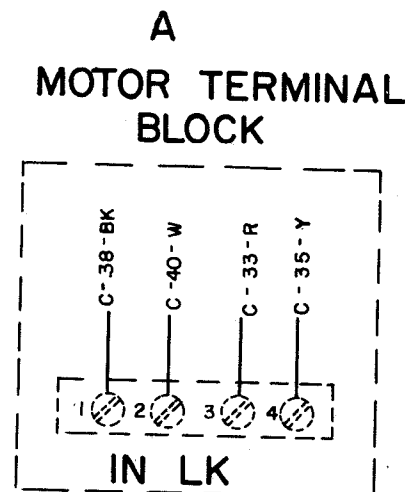 A
MOTOR TERMINAL
BLOCK
C-38-BK
C-40-W
C-33-R
C-35-Y
1 2 3 4
IN LK